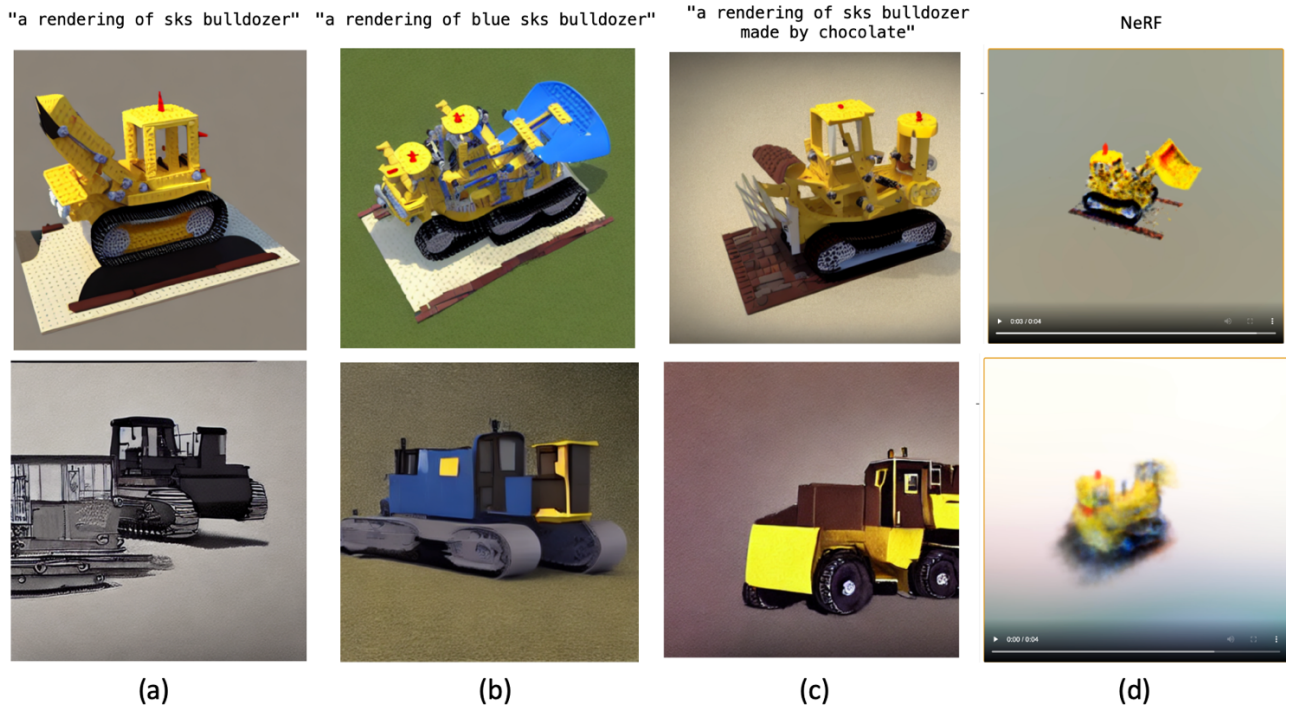 "a rendering of sks bulldozer"
"a rendering of blue sks bulldozer"
"a rendering of sks bulldozer
made by chocolate"
NeRF
0:03 / 0:04
0:00 / 0:04
(a)
(b)
(c)
(d)